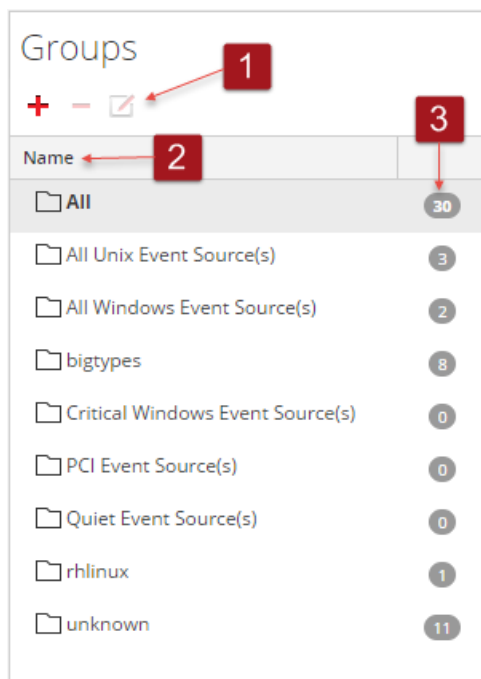 Groups
1
3
Name
2
All 30
All Unix Event Source(s) 3
All Windows Event Source(s) 2
bigtypes 8
Critical Windows Event Source(s) 0
PCI Event Source(s) 0
Quiet Event Source(s) 0
rhlinux 1
unknown 11